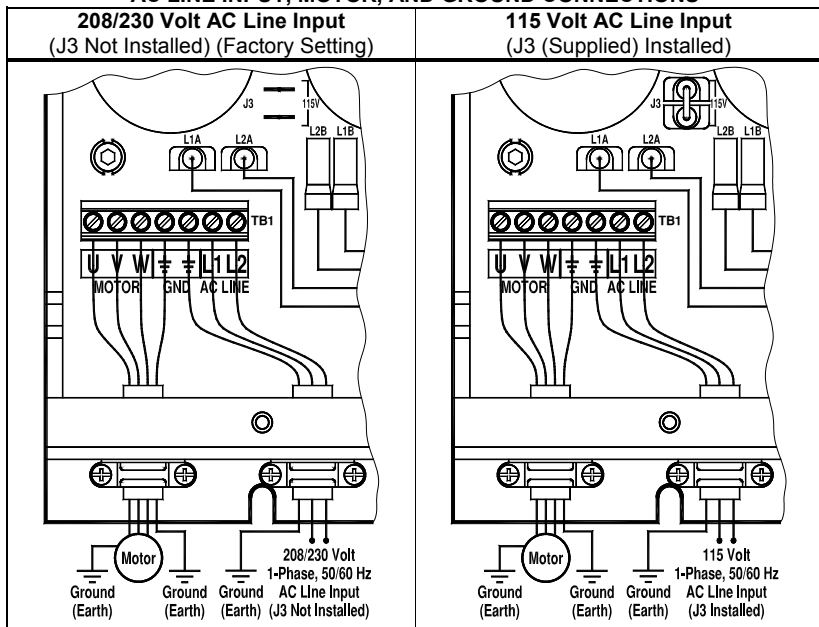 208/230 Volt AC Line Input
(J3 Not Installed) (Factory Setting)
115 Volt AC Line Input
(J3 (Supplied) Installed)
J3
115V
L1A
L2A
L2B
L1B
TB1
U V W L1 L2
MOTOR GND AC LINE
Motor
Ground
(Earth)
Ground
(Earth)
Ground
(Earth)
208/230 Volt
1-Phase, 50/60 Hz
AC Line Input
(J3 Not Installed)
J3
115V
L1A
L2A
L2B
L1B
TB1
U V W L1 L2
MOTOR GND AC LINE
Motor
Ground
(Earth)
Ground
(Earth)
Ground
(Earth)
115 Volt
1-Phase, 50/60 Hz
AC Line Input
(J3 Installed)